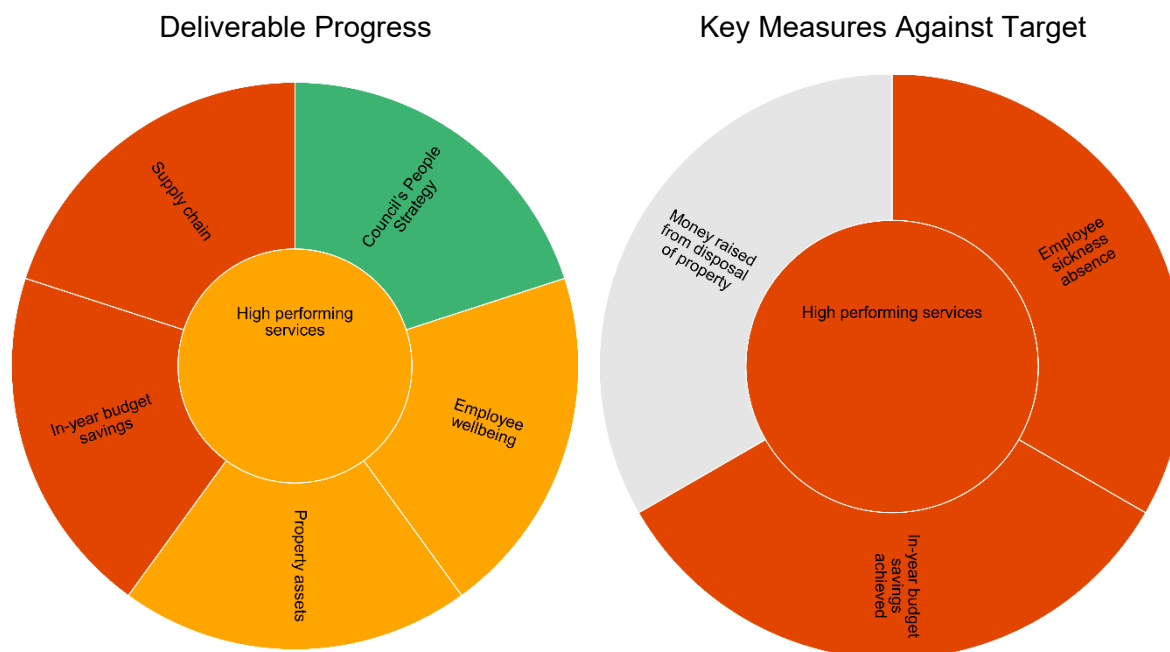 Deliverable Progress
Key Measures Against Target
Supply chain
Council's People
Strategy
High performing
services
In-year budget
savings
Employee
wellbeing
Property assets
Money raised
from disposal
of property
Employee
sickness
absence
High performing services
In-year budget
savings
achieved